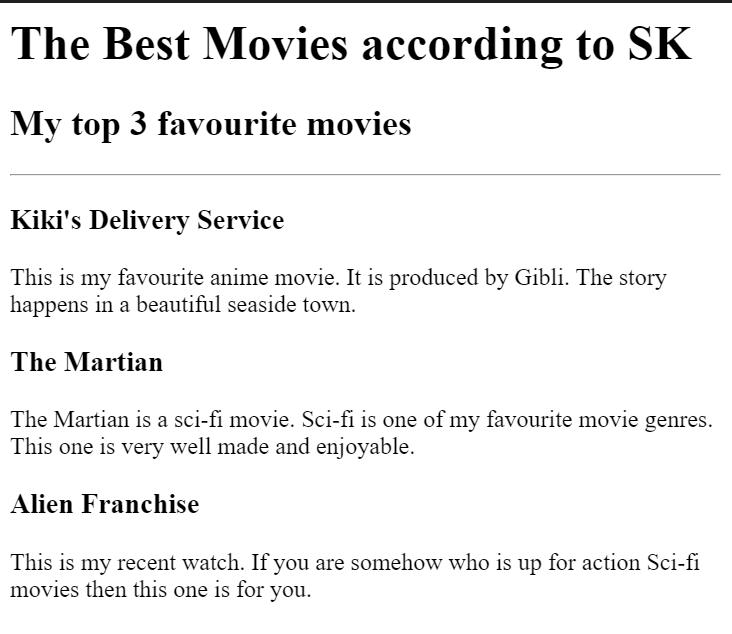 The Best Movies according to SK
My top 3 favourite movies
Kiki's Delivery Service
This is my favourite anime movie. It is produced by Gibli. The story
happens in a beautiful seaside town.
The Martian
The Martian is a sci-fi movie. Sci-fi is one of my favourite movie genres.
This one is very well made and enjoyable.
Alien Franchise
This is my recent watch. If you are somehow who is up for action Sci-fi
movies then this one is for you.